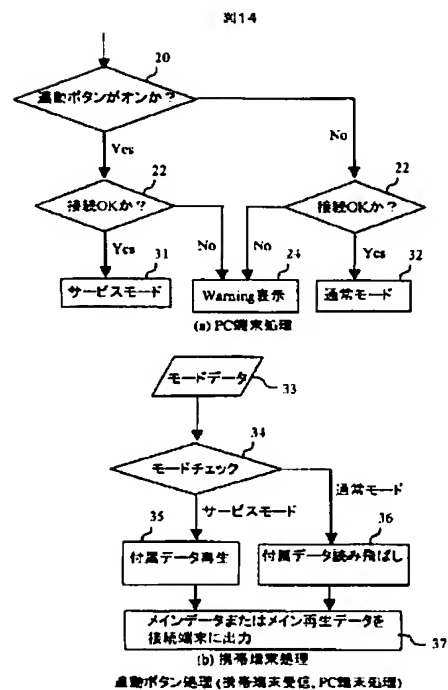 図14
20
連動ボタンがオンか？
Yes
No
22
接続OKか？
22
接続OKか？
Yes
No
No
Yes
31
サービスモード
24
Warning表示
32
通常モード
(a) PC端末処理
モードデータ
33
34
モードチェック
サービスモード
通常モード
35
付属データ再生
36
付属データ読み飛ばし
メインデータまたはメイン再生データを
接続端末に出力
37
(b) 携帯端末処理
連動ボタン処理(携帯端末受信、PC端末処理)